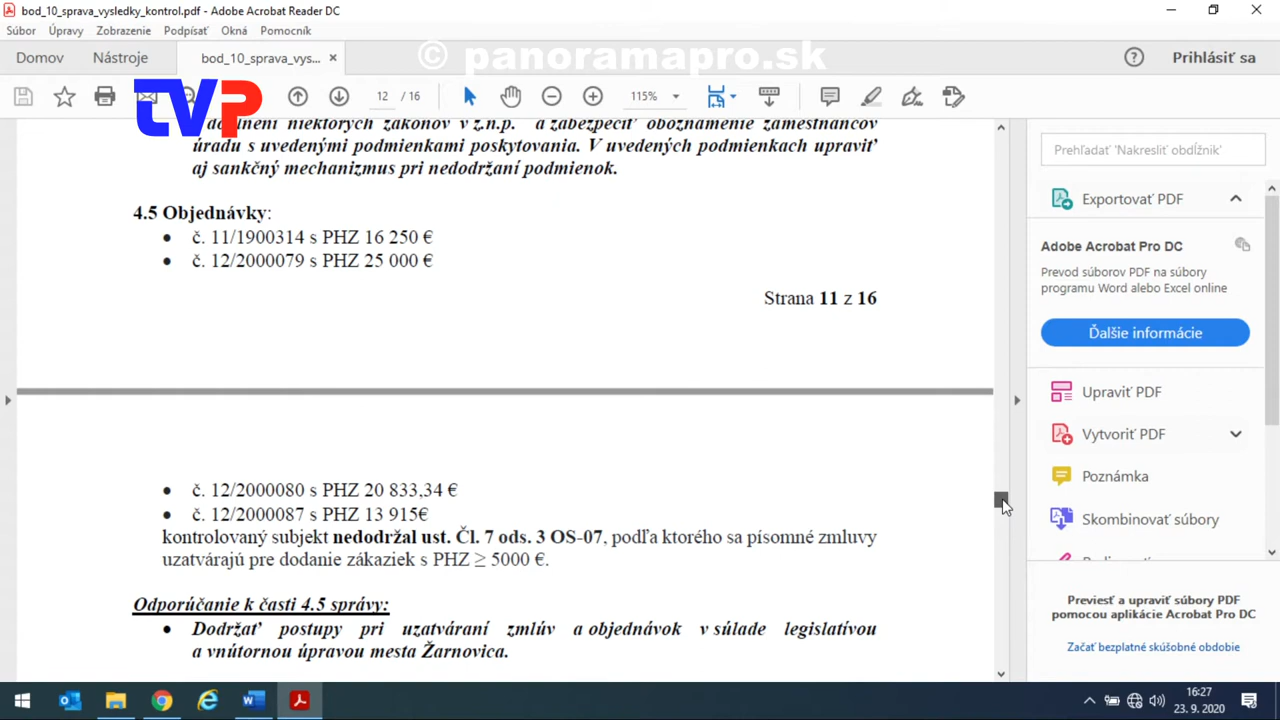 bod_10_sprava_vysledky_kontrol.pdf - Adobe Acrobat Reader DC
Súbor Úpravy Zobrazenie Podpísať Okná Pomocník
© panoramapro.sk
Domov Nástroje bod_10_sprava_vys... Prihlásiť sa
TVP
12 / 16 115%
a doplnení niektorých zákonov v z.n.p. a zabezpečiť oboznámenie zamestnancov
úradu s uvedenými podmienkami poskytovania. V uvedených podmienkach upraviť
aj sankčný mechanizmus pri nedodržaní podmienok.
4.5 Objednávky:
• č. 11/1900314 s PHZ 16 250 €
• č. 12/2000079 s PHZ 25 000 €
Strana 11 z 16
• č. 12/2000080 s PHZ 20 833,34 €
• č. 12/2000087 s PHZ 13 915€
kontrolovaný subjekt nedodržal ust. Čl. 7 ods. 3 OS-07, podľa ktorého sa písomné zmluvy
uzatvárajú pre dodanie zákaziek s PHZ ≥ 5000 €.
Odporúčanie k časti 4.5 správy:
• Dodržať postupy pri uzatváraní zmlúv a objednávok v súlade legislatívou
a vnútornou úpravou mesta Žarnovica.
Prehľadať 'Nakresliť obdĺžnik'
Exportovať PDF
Adobe Acrobat Pro DC
Prevod súborov PDF na súbory
programu Word alebo Excel online
Ďalšie informácie
Upraviť PDF
Vytvoriť PDF
Poznámka
Skombinovať súbory
Previesť a upraviť súbory PDF
pomocou aplikácie Acrobat Pro DC
Začať bezplatné skúšobné obdobie
16:27
23. 9. 2020